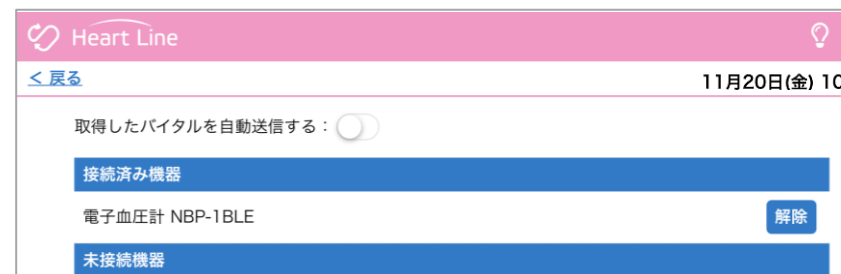 Heart Line
< 戻る
11月20日(金) 10
取得したバイタルを自動送信する：
接続済み機器
電子血圧計 NBP-1BLE
解除
未接続機器